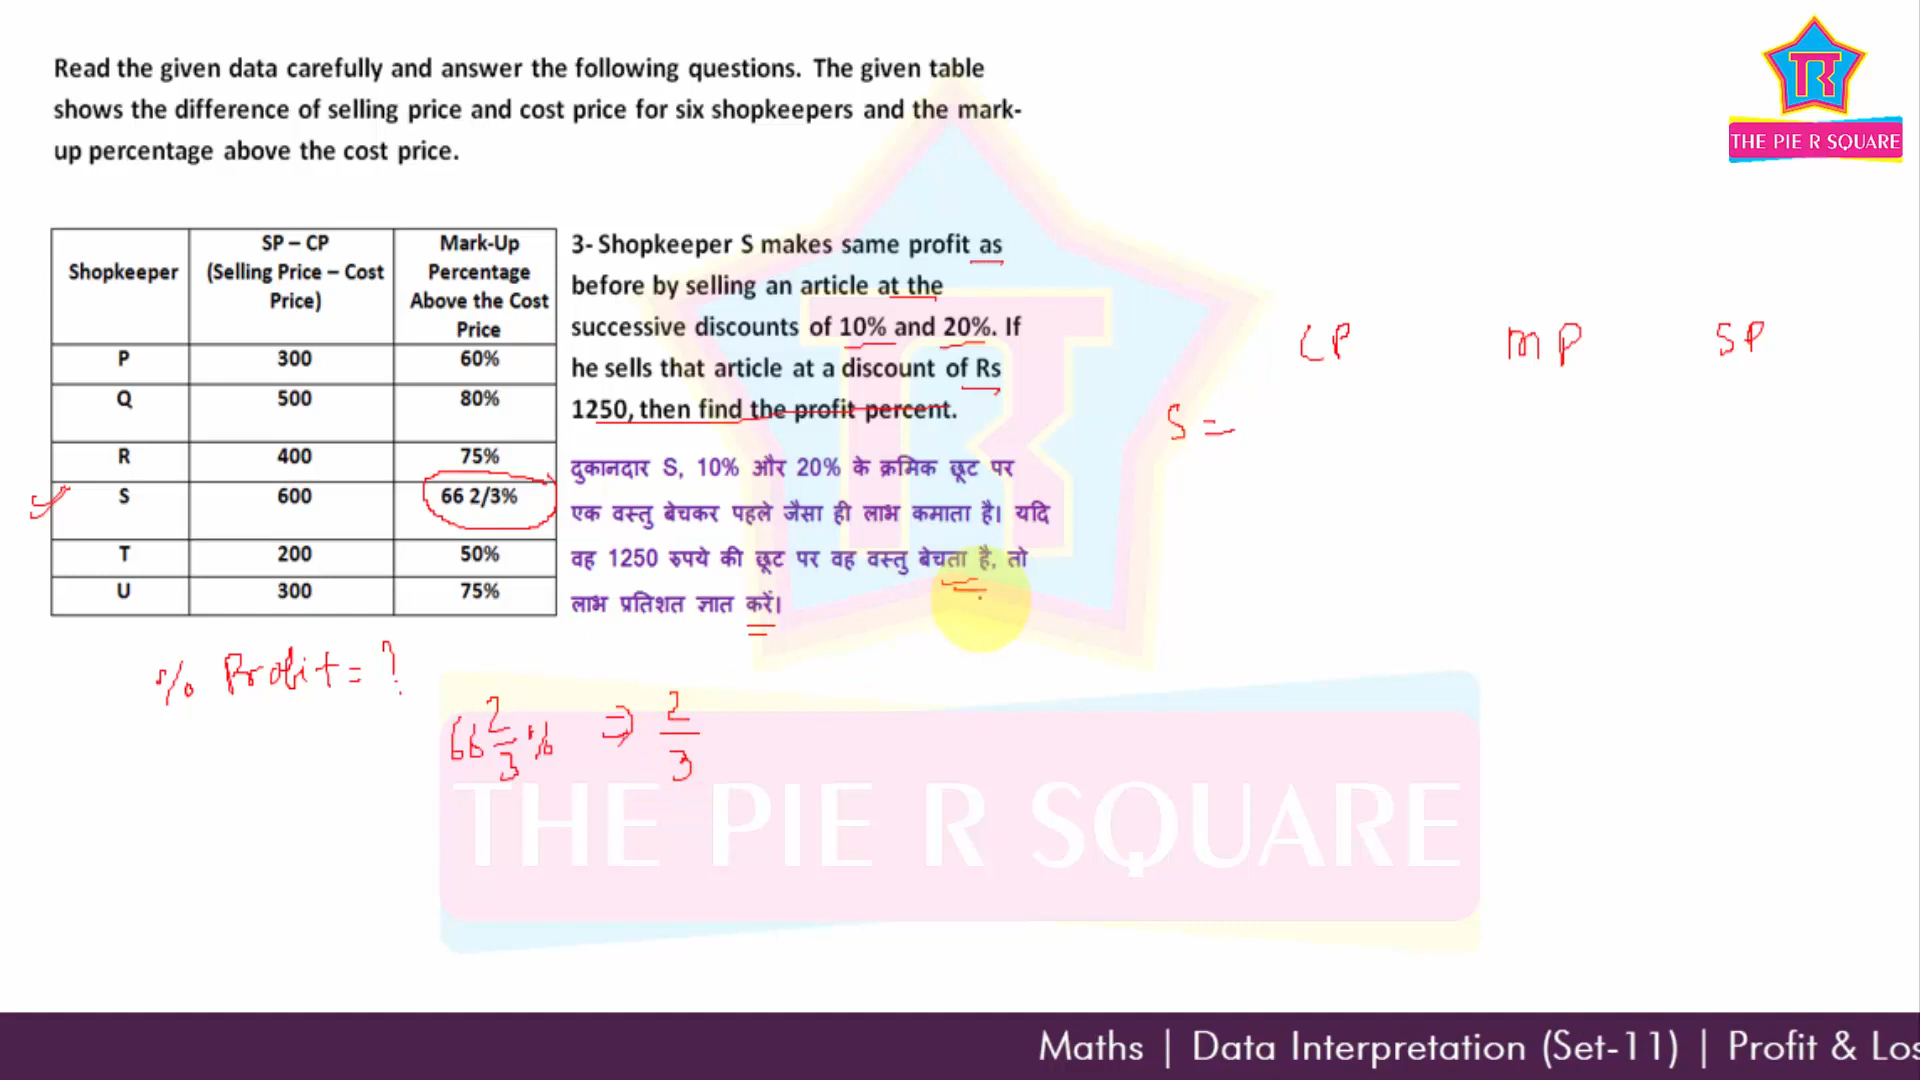 Read the given data carefully and answer the following questions. The given table
shows the difference of selling price and cost price for six shopkeepers and the mark-
up percentage above the cost price.
THE PIE R SQUARE
Shopkeeper | SP – CP (Selling Price – Cost Price) | Mark-Up Percentage Above the Cost Price
P 300 60%
Q 500 80%
R 400 75%
S 600 66 2/3%
T 200 50%
U 300 75%
3- Shopkeeper S makes same profit as
before by selling an article at the
successive discounts of 10% and 20%. If
he sells that article at a discount of Rs
1250, then find the profit percent.
दुकानदार S, 10% और 20% के क्रमिक छूट पर
एक वस्तु बेचकर पहले जैसा ही लाभ कमाता है। यदि
वह 1250 रुपये की छूट पर वह वस्तु बेचता है, तो
लाभ प्रतिशत ज्ञात करें।
CP MP SP
S =
% Profit = ?
66 2/3 % ⇒ 2/3
THE PIE R SQUARE
Maths | Data Interpretation (Set-11) | Profit & Los